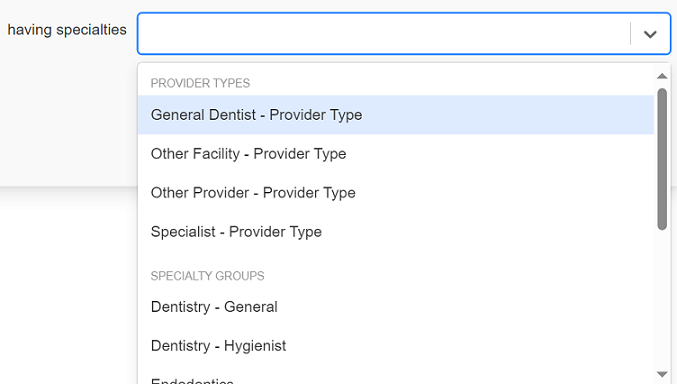 having specialties
PROVIDER TYPES
General Dentist - Provider Type
Other Facility - Provider Type
Other Provider - Provider Type
Specialist - Provider Type
SPECIALTY GROUPS
Dentistry - General
Dentistry - Hygienist
Endodontics